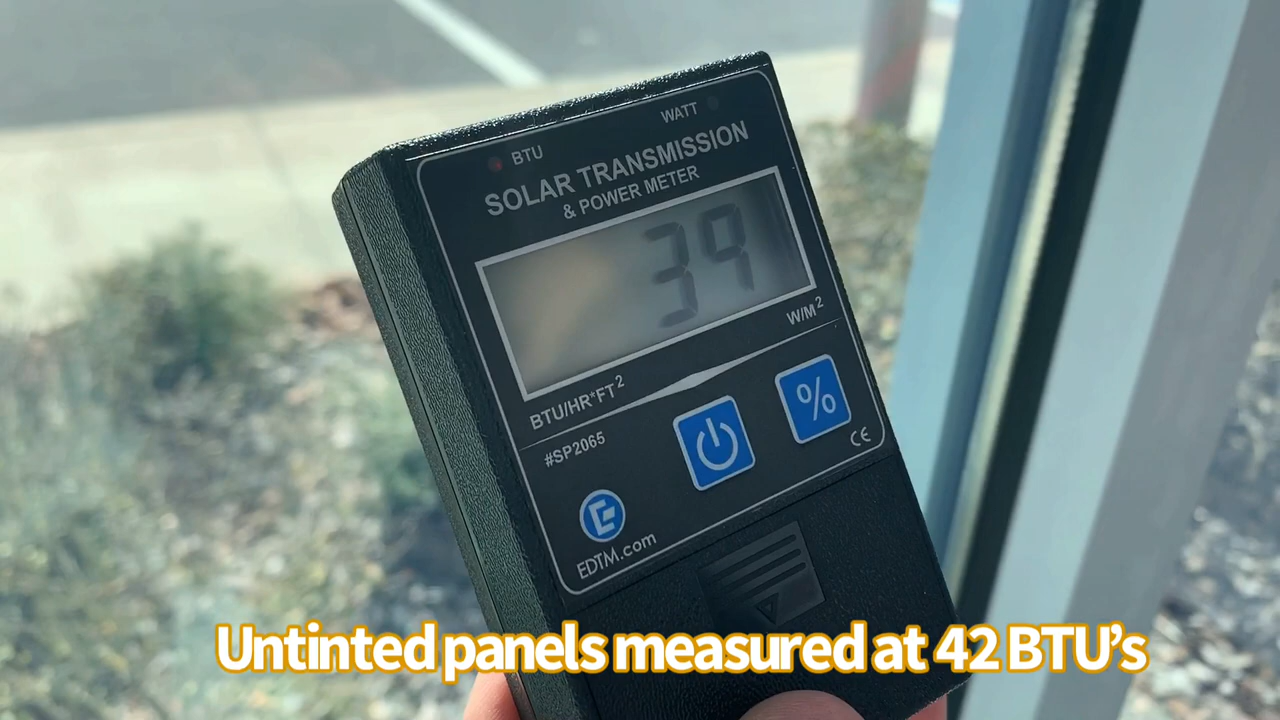 WATT
BTU
SOLAR TRANSMISSION
& POWER METER
39
BTU/HR*FT²
W/M²
#SP2065
%
CE
EDTM.com
Untinted panels measured at 42 BTU's